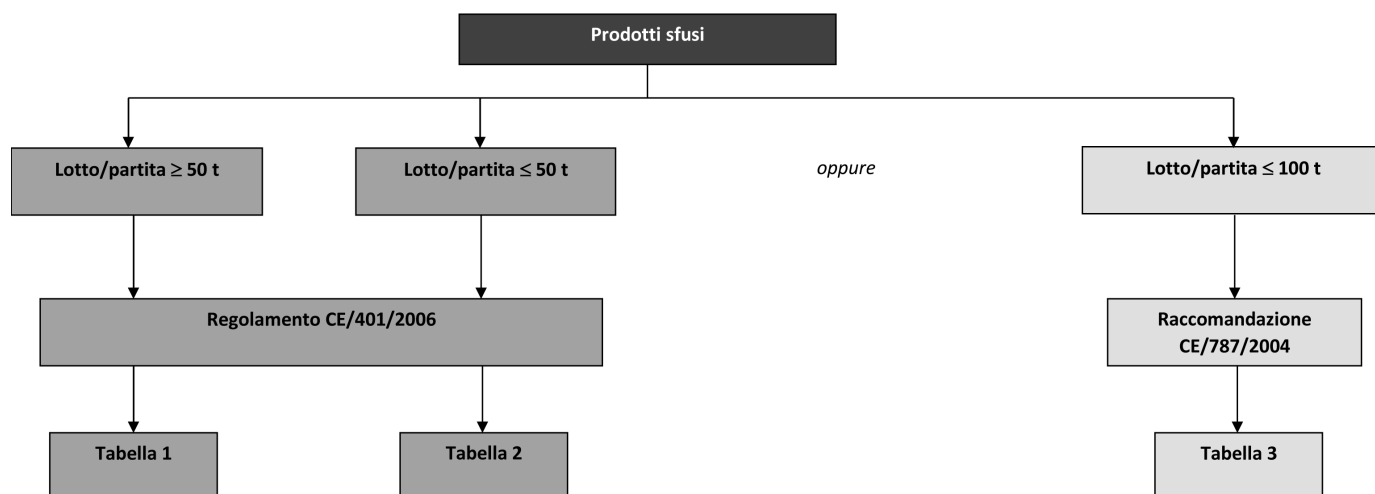 Prodotti sfusi
Lotto/partita ≥ 50 t
Lotto/partita ≤ 50 t
oppure
Lotto/partita ≤ 100 t
Regolamento CE/401/2006
Raccomandazione
CE/787/2004
Tabella 1
Tabella 2
Tabella 3